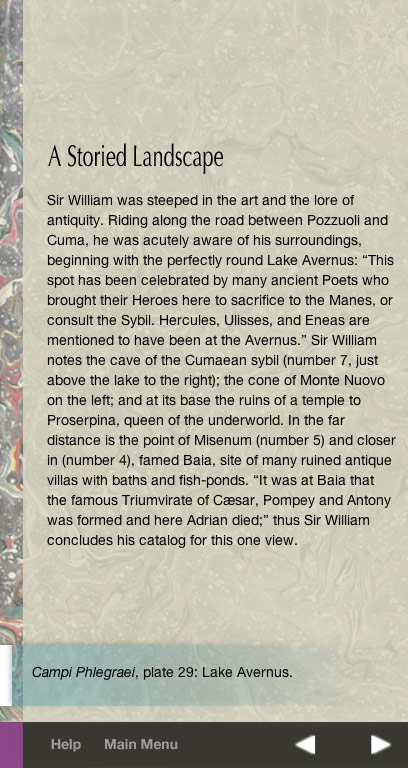 A Storied Landscape
Sir William was steeped in the art and the lore of
antiquity. Riding along the road between Pozzuoli and
Cuma, he was acutely aware of his surroundings,
beginning with the perfectly round Lake Avernus: “This
spot has been celebrated by many ancient Poets who
brought their Heroes here to sacrifice to the Manes, or
consult the Sybil. Hercules, Ulisses, and Eneas are
mentioned to have been at the Avernus.” Sir William
notes the cave of the Cumaean sybil (number 7, just
above the lake to the right); the cone of Monte Nuovo
on the left; and at its base the ruins of a temple to
Proserpina, queen of the underworld. In the far
distance is the point of Misenum (number 5) and closer
in (number 4), famed Baia, site of many ruined antique
villas with baths and fish-ponds. “It was at Baia that
the famous Triumvirate of Cæsar, Pompey and Antony
was formed and here Adrian died;” thus Sir William
concludes his catalog for this one view.
Campi Phlegraei, plate 29: Lake Avernus.
Help Main Menu